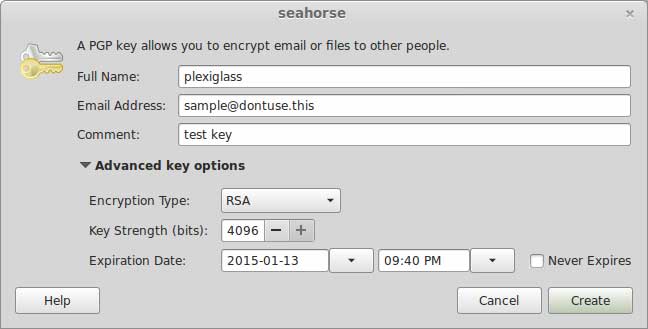 seahorse
A PGP key allows you to encrypt email or files to other people.
Full Name: plexiglass
Email Address: sample@dontuse.this
Comment: test key
Advanced key options
Encryption Type: RSA
Key Strength (bits): 4096
Expiration Date: 2015-01-13 09:40 PM Never Expires
Help Cancel Create